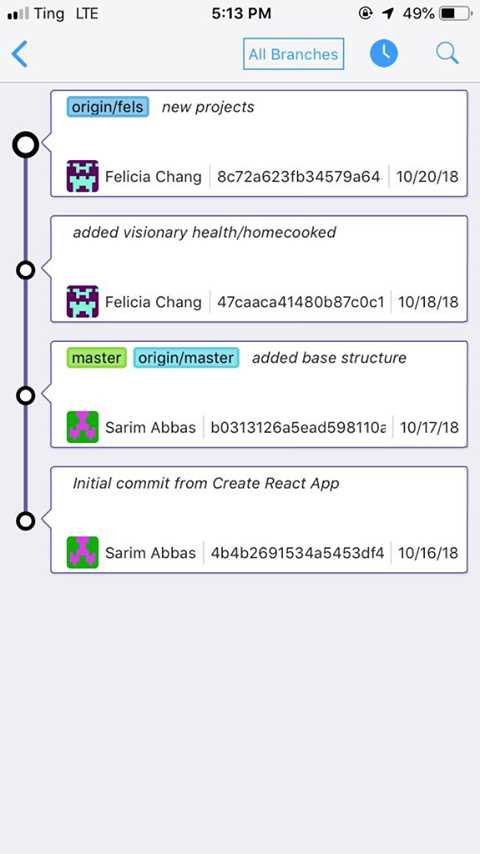 Ting LTE 5:13 PM 49%
All Branches
origin/fels new projects
Felicia Chang 8c72a623fb34579a64 10/20/18
added visionary health/homecooked
Felicia Chang 47caaca41480b87c0c1 10/18/18
master origin/master added base structure
Sarim Abbas b0313126a5ead598110a 10/17/18
Initial commit from Create React App
Sarim Abbas 4b4b2691534a5453df4 10/16/18